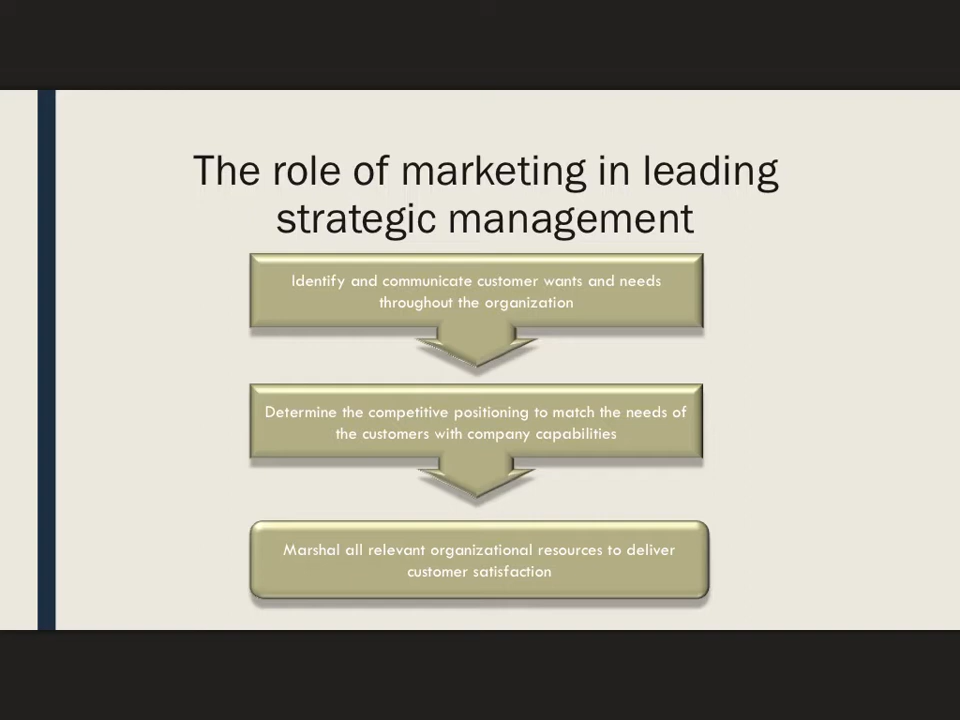 The role of marketing in leading
strategic management
Identify and communicate customer wants and needs
throughout the organization
Determine the competitive positioning to match the needs of
the customers with company capabilities
Marshal all relevant organizational resources to deliver
customer satisfaction